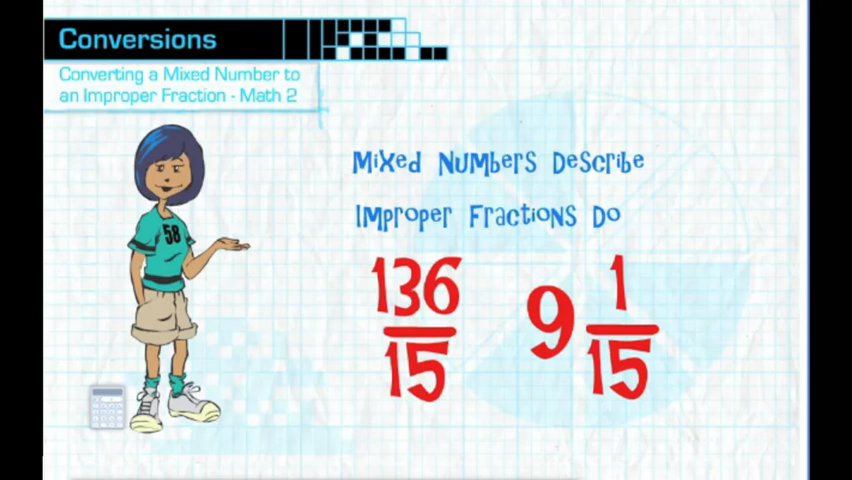 Conversions
Converting a Mixed Number to
an Improper Fraction - Math 2
58
Mixed Numbers Describe
Improper Fractions Do
136/15 9 1/15